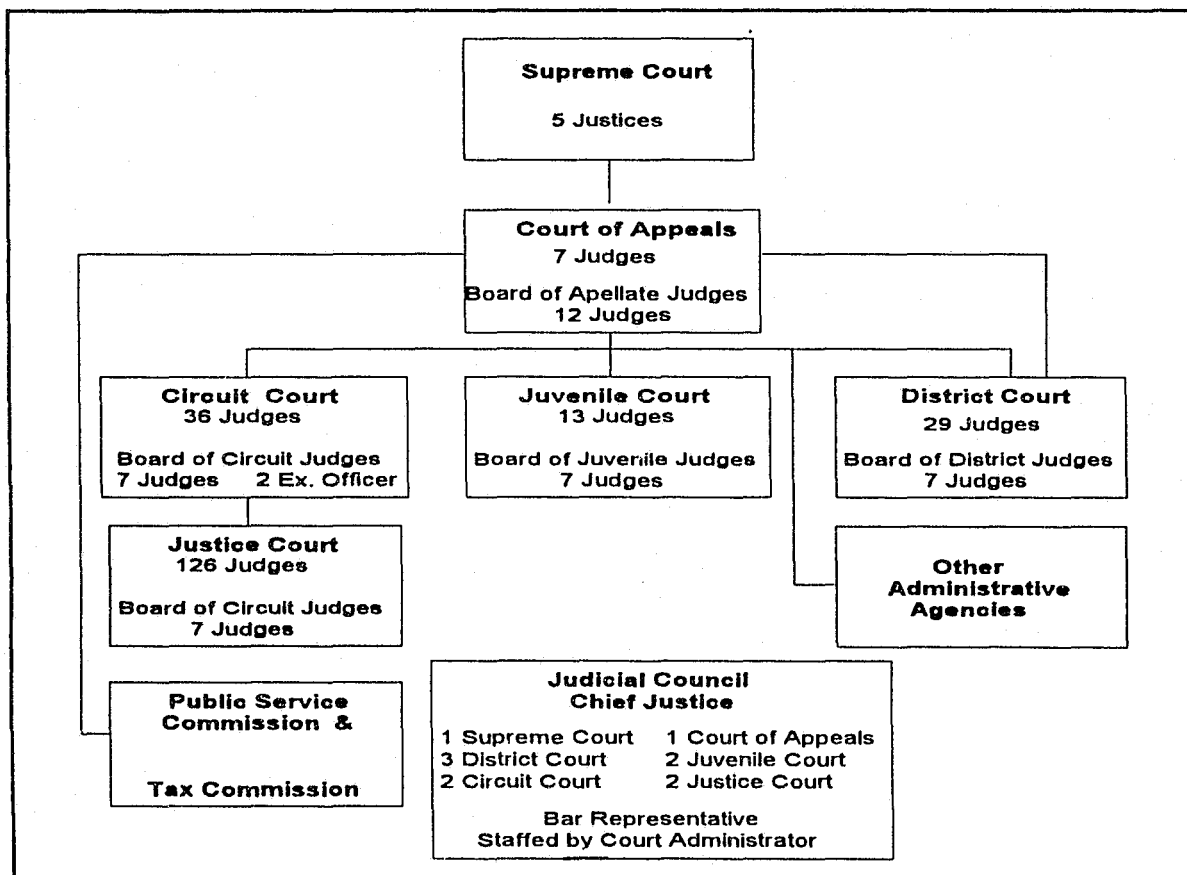 Supreme Court
5 Justices
Court of Appeals
7 Judges
Board of Apellate Judges
12 Judges
Circuit Court
36 Judges
Board of Circuit Judges
7 Judges 2 Ex. Officer
Juvenile Court
13 Judges
Board of Juvenile Judges
7 Judges
District Court
29 Judges
Board of District Judges
7 Judges
Justice Court
126 Judges
Board of Circuit Judges
7 Judges
Other
Administrative
Agencies
Public Service
Commission &
Tax Commission
Judicial Council
Chief Justice
1 Supreme Court 1 Court of Appeals
3 District Court 2 Juvenile Court
2 Circuit Court 2 Justice Court
Bar Representative
Staffed by Court Administrator